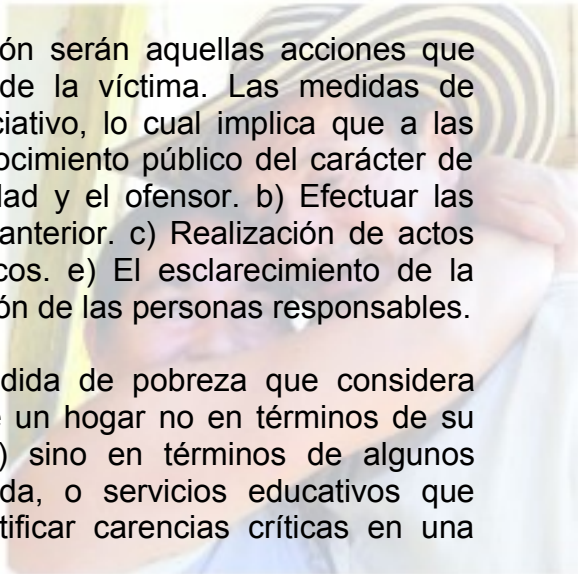 ón serán aquellas acciones que
de la víctima. Las medidas de
ciativo, lo cual implica que a las
ocimiento público del carácter de
dad y el ofensor. b) Efectuar las
anterior. c) Realización de actos
cos. e) El esclarecimiento de la
ón de las personas responsables.
dida de pobreza que considera
e un hogar no en términos de su
) sino en términos de algunos
da, o servicios educativos que
tificar carencias críticas en una